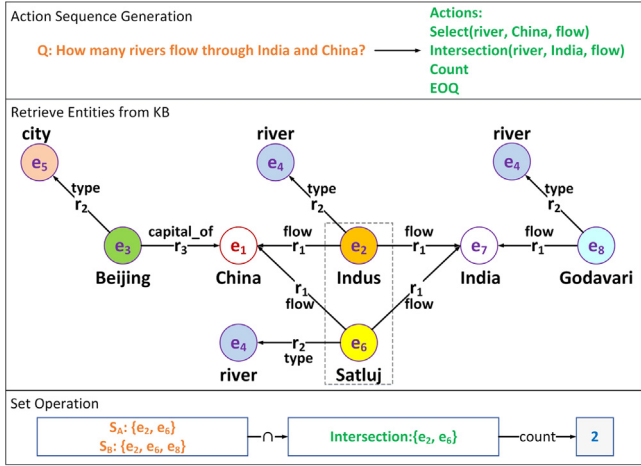 Action Sequence Generation
Q: How many rivers flow through India and China?
Actions:
Select(river, China, flow)
Intersection(river, India, flow)
Count
EOQ
Retrieve Entities from KB
city
river
river
e5
e4
e4
type
r2
type
r2
type
r2
capital_of
r3
flow
r1
flow
r1
flow
r1
e3
e1
e2
e7
e8
Beijing
China
Indus
India
Godavari
r1
flow
r1
flow
e4
r2
type
e6
river
Satluj
Set Operation
SA: {e2, e6}
SB: {e2, e6, e8}
∩
Intersection:{e2, e6}
count
2